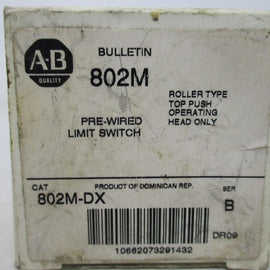 A-B
QUALITY
BULLETIN
802M
ROLLER TYPE
TOP PUSH
OPERATING
HEAD ONLY
PRE-WIRED
LIMIT SWITCH
CAT
PRODUCT OF DOMINICAN REP.
SER
802M-DX
B
DR09
10662073291432